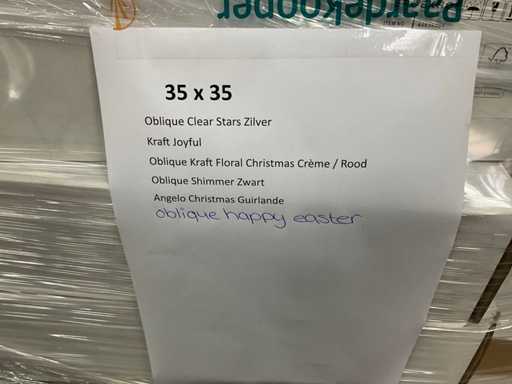 Paardekooper
35 x 35
Oblique Clear Stars Zilver
Kraft Joyful
Oblique Kraft Floral Christmas Crème / Rood
Oblique Shimmer Zwart
Angelo Christmas Guirlande
oblique happy easter